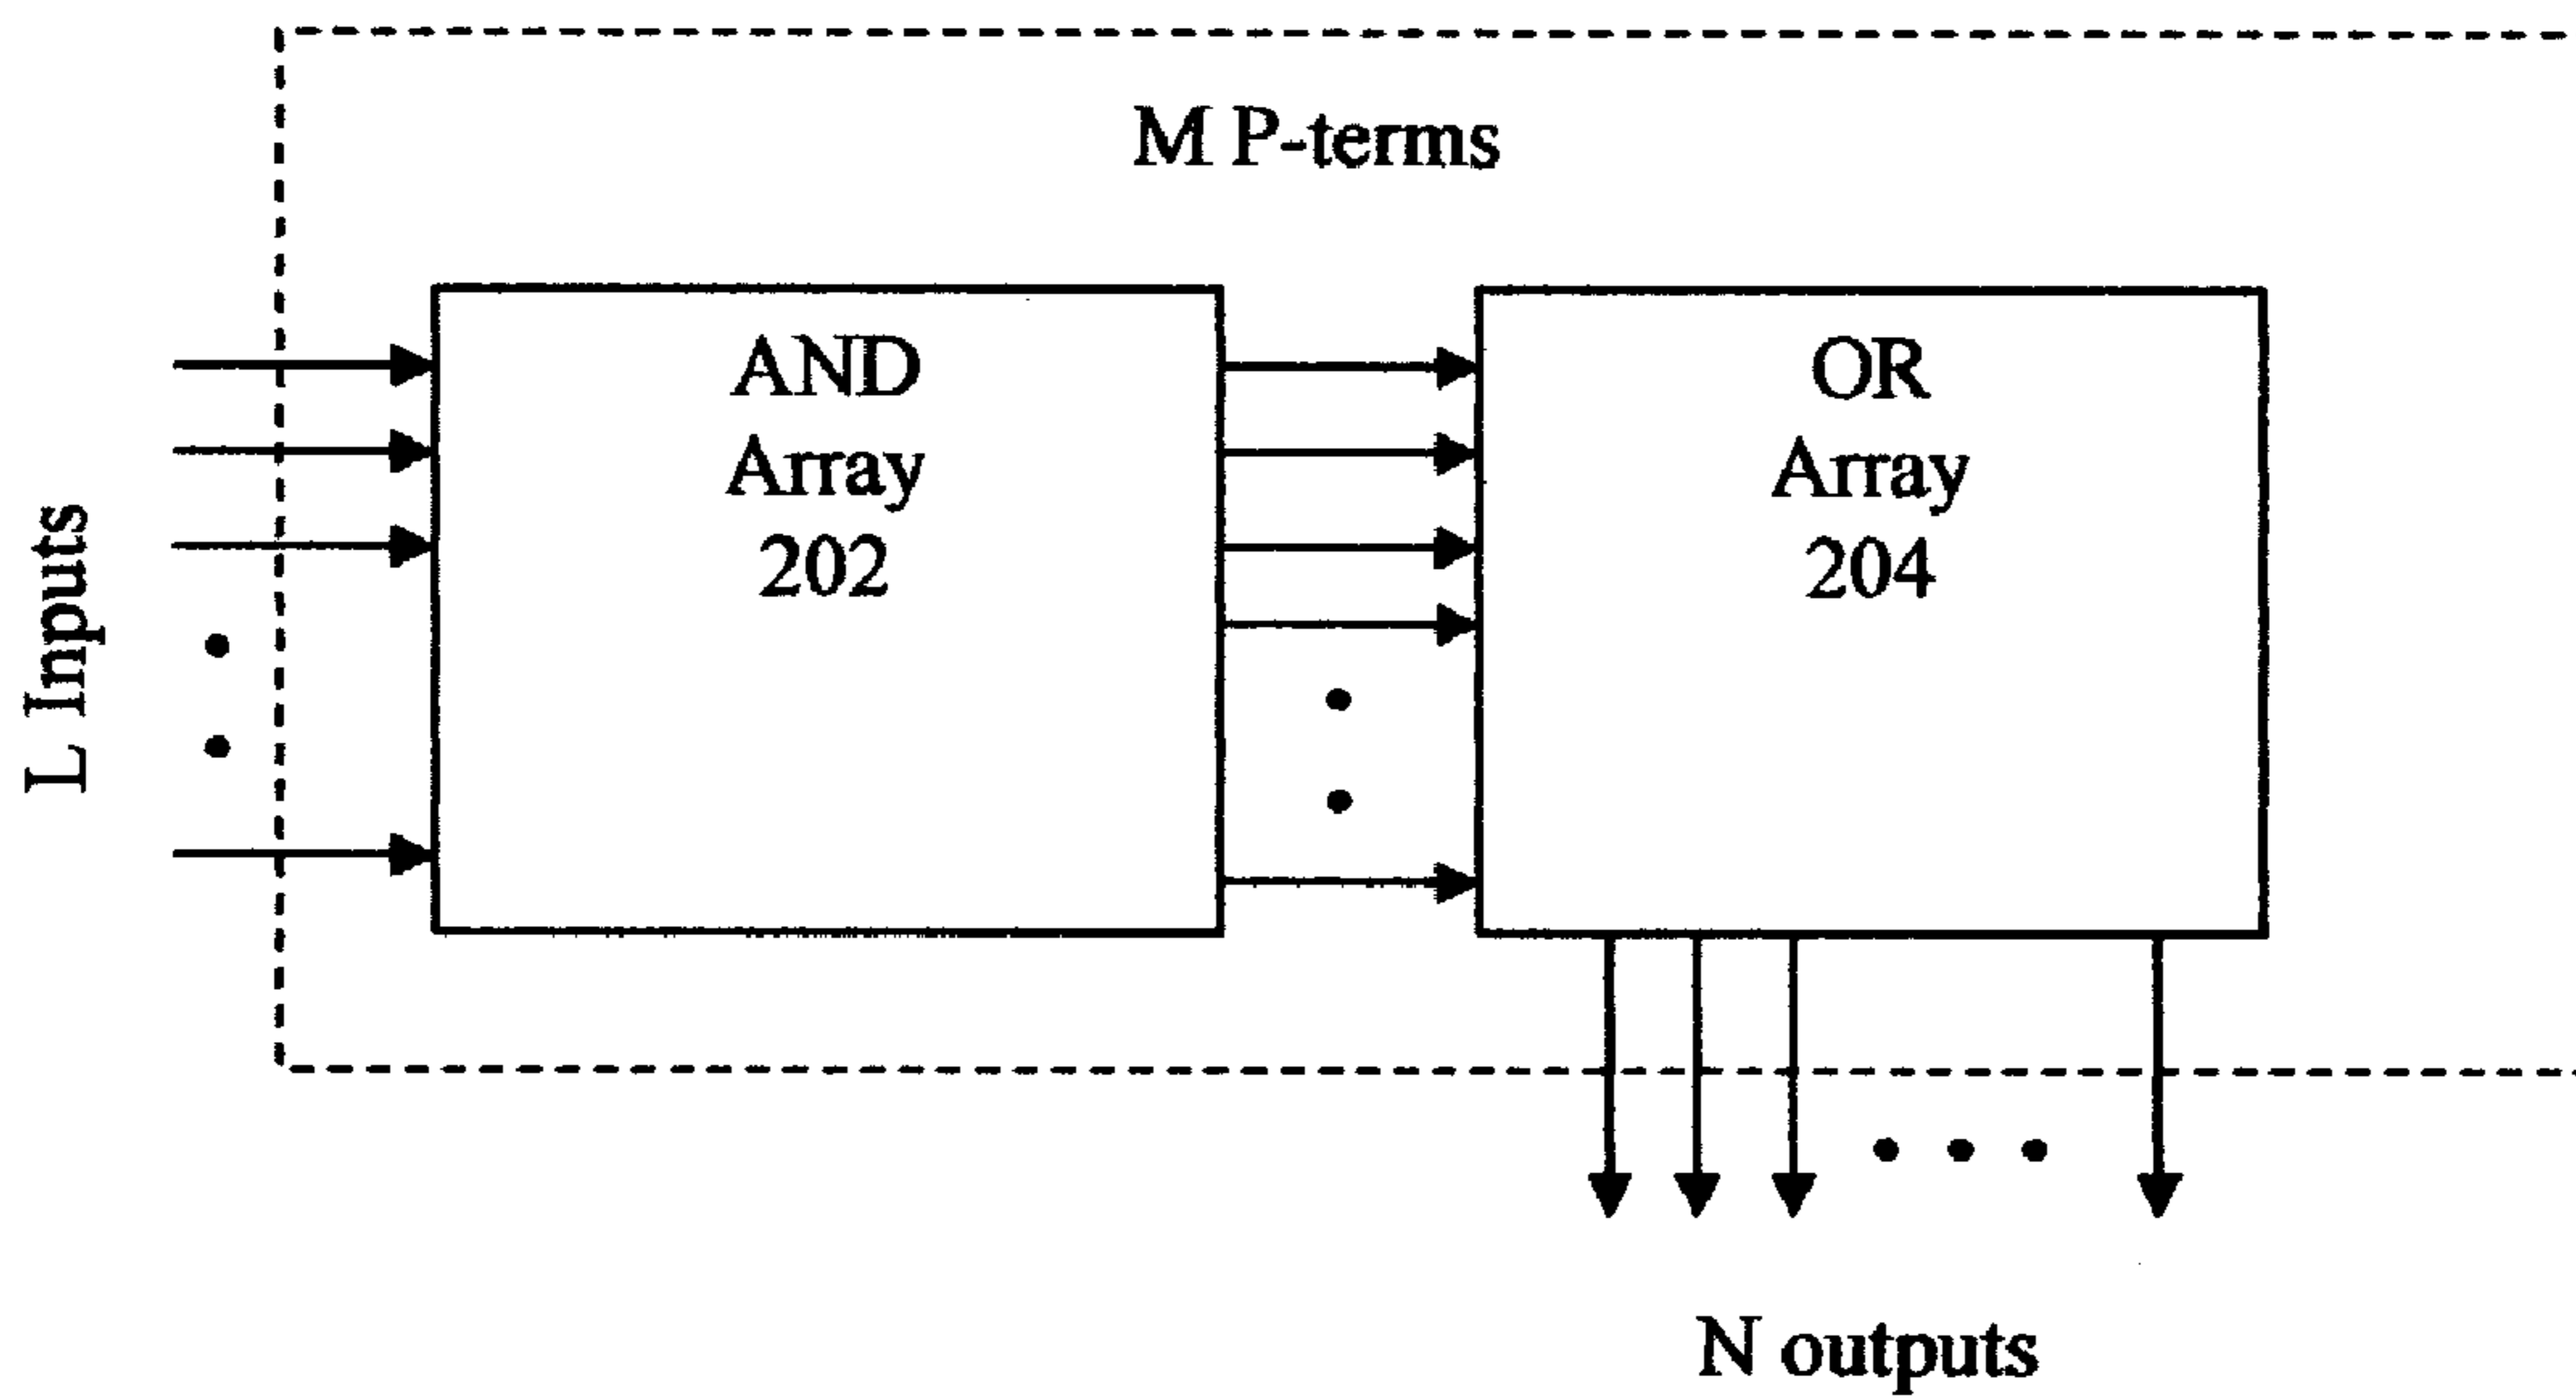 M P-terms
L Inputs
AND
Array
202
OR
Array
204
N outputs